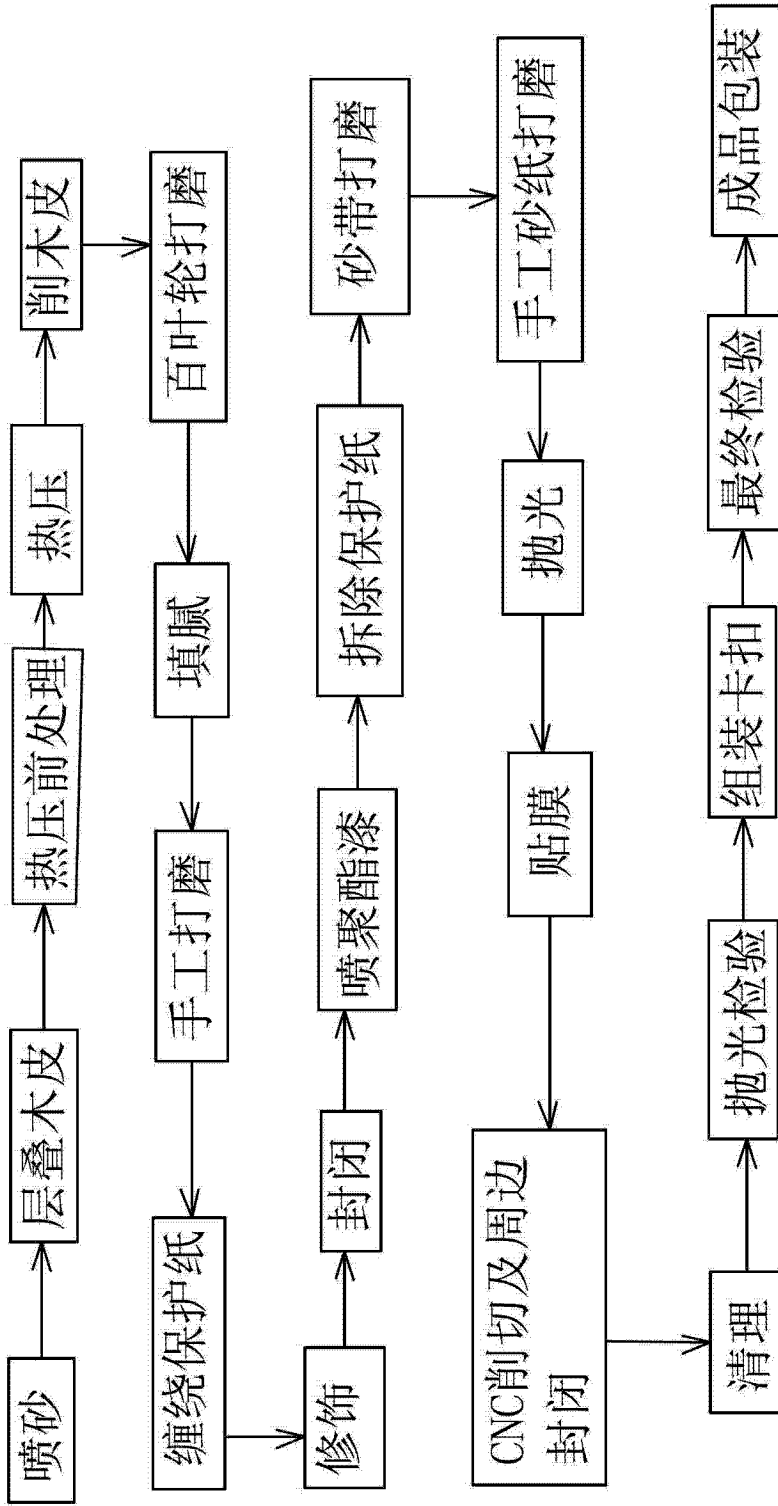 喷砂
层叠木皮
热压前处理
热压
削木皮
百叶轮打磨
填腻
手工打磨
缠绕保护纸
修饰
封闭
喷聚酯漆
拆除保护纸
砂带打磨
手工砂纸打磨
抛光
贴膜
CNC削切及周边
封闭
清理
抛光检验
组装卡扣
最终检验
成品包装